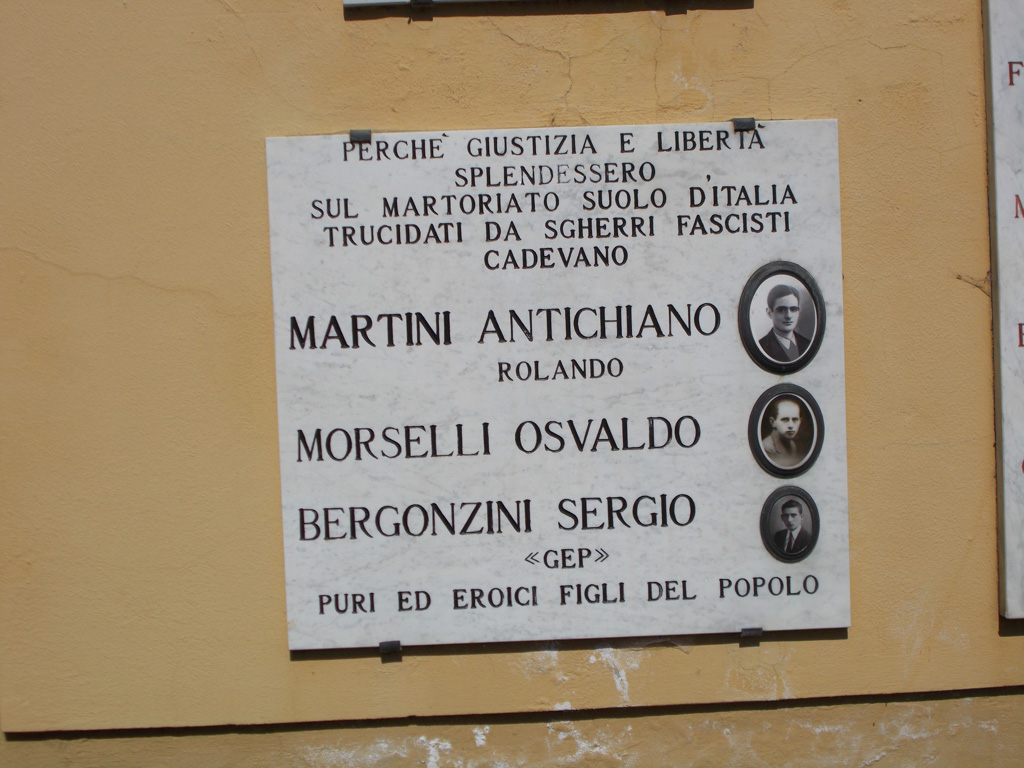 PERCHÈ GIUSTIZIA E LIBERTÀ
SPLENDESSERO
SUL MARTORIATO SUOLO D'ITALIA
TRUCIDATI DA SGHERRI FASCISTI
CADEVANO
MARTINI ANTICHIANO
ROLANDO
MORSELLI OSVALDO
BERGONZINI SERGIO
«GEP»
PURI ED EROICI FIGLI DEL POPOLO